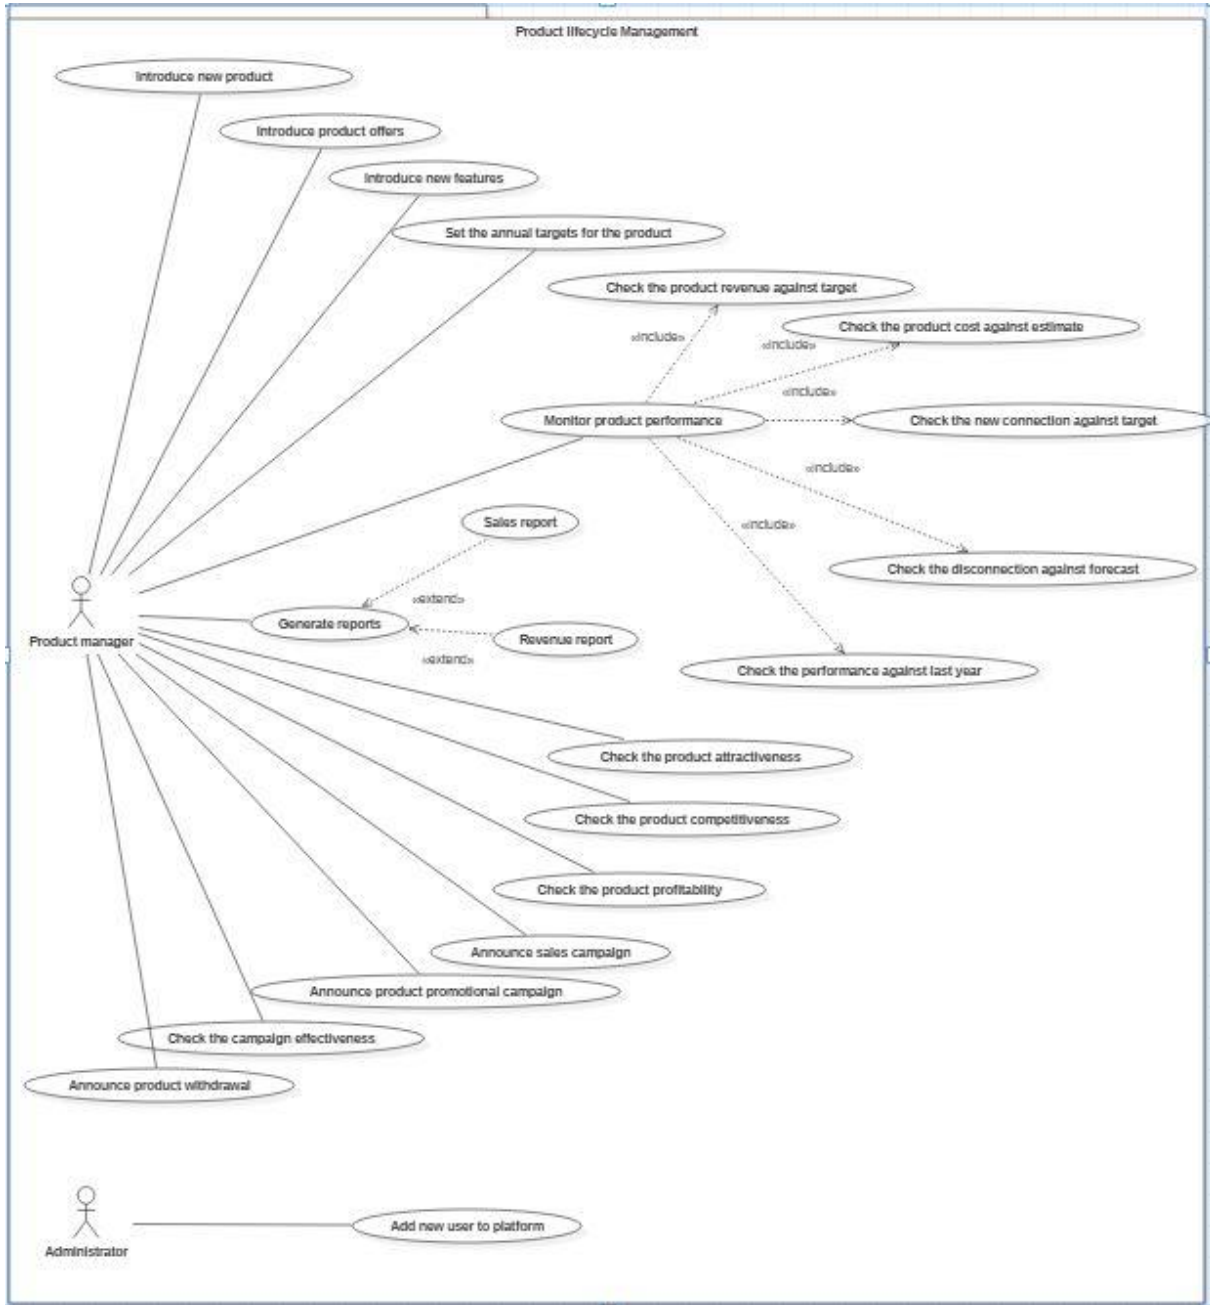 Product lifecycle Management
Introduce new product
Introduce product offers
Introduce new features
Set the annual targets for the product
Check the product revenue against target
Check the product cost against estimate
«include»
«include»
«include»
Monitor product performance
Check the new connection against target
«include»
Sales report
«include»
Check the disconnection against forecast
«extend»
Generate reports
Product manager
Revenue report
«extend»
Check the performance against last year
Check the product attractiveness
Check the product competitiveness
Check the product profitability
Announce sales campaign
Announce product promotional campaign
Check the campaign effectiveness
Announce product withdrawal
Add new user to platform
Administrator